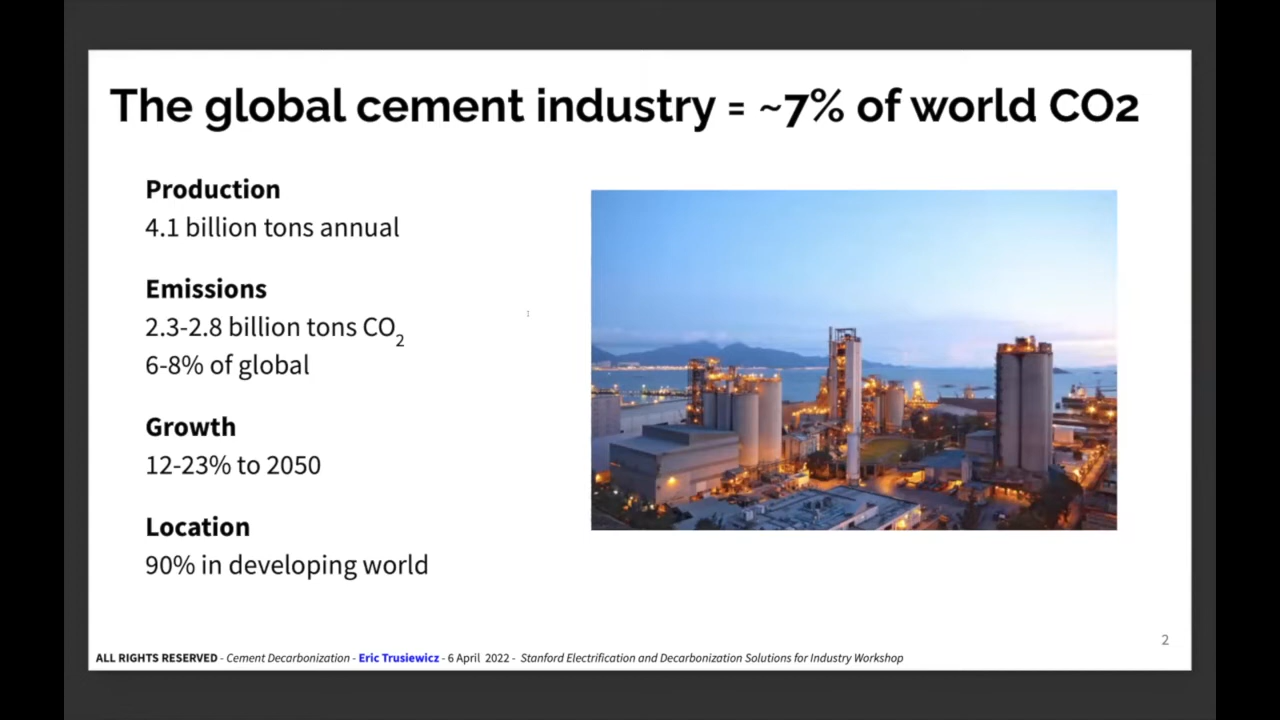 The global cement industry = ~7% of world CO2
Production
4.1 billion tons annual
Emissions
2.3-2.8 billion tons CO2
6-8% of global
Growth
12-23% to 2050
Location
90% in developing world
2
ALL RIGHTS RESERVED - Cement Decarbonization - Eric Trusiewicz - 6 April 2022 - Stanford Electrification and Decarbonization Solutions for Industry Workshop